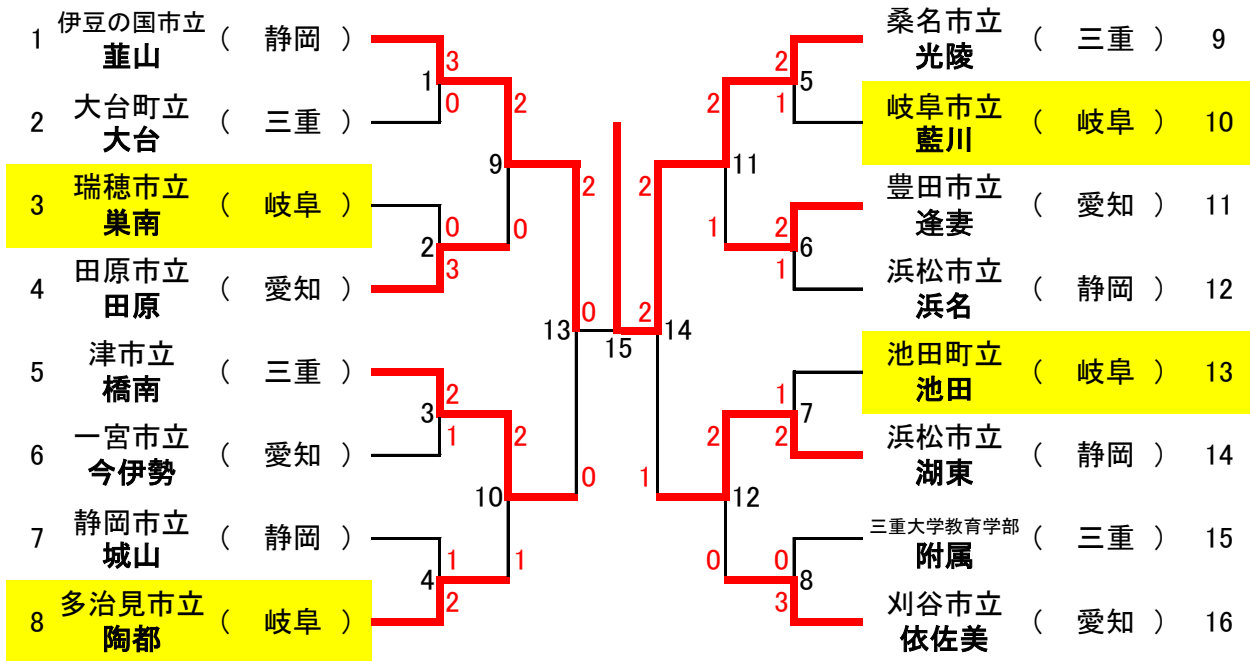 伊豆の国市立
1 韮山 ( 静岡 )
大台町立
2 大台 ( 三重 )
瑞穂市立
3 巣南 ( 岐阜 )
田原市立
4 田原 ( 愛知 )
津市立
5 橋南 ( 三重 )
一宮市立
6 今伊勢 ( 愛知 )
静岡市立
7 城山 ( 静岡 )
多治見市立
8 陶都 ( 岐阜 )
3
1
0
2
9
0
2
0
3
2
3
1
2
10
1
1
4
2
2
0
13
0
15
2
14
2
1
2
11
1
2
5
1
2
6
1
2
12
0
1
7
2
0
8
3
桑名市立
光陵 ( 三重 ) 9
岐阜市立
藍川 ( 岐阜 ) 10
豊田市立
逢妻 ( 愛知 ) 11
浜松市立
浜名 ( 静岡 ) 12
池田町立
池田 ( 岐阜 ) 13
浜松市立
湖東 ( 静岡 ) 14
三重大学教育学部
附属 ( 三重 ) 15
刈谷市立
依佐美 ( 愛知 ) 16